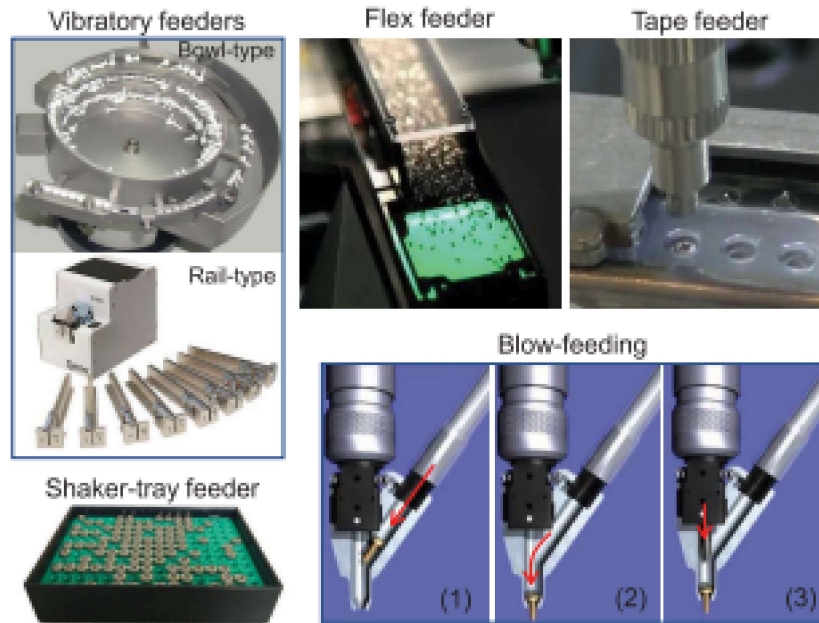 Vibratory feeders
Bowl-type
Flex feeder
Tape feeder
Rail-type
Blow-feeding
Shaker-tray feeder
(1)
(2)
(3)